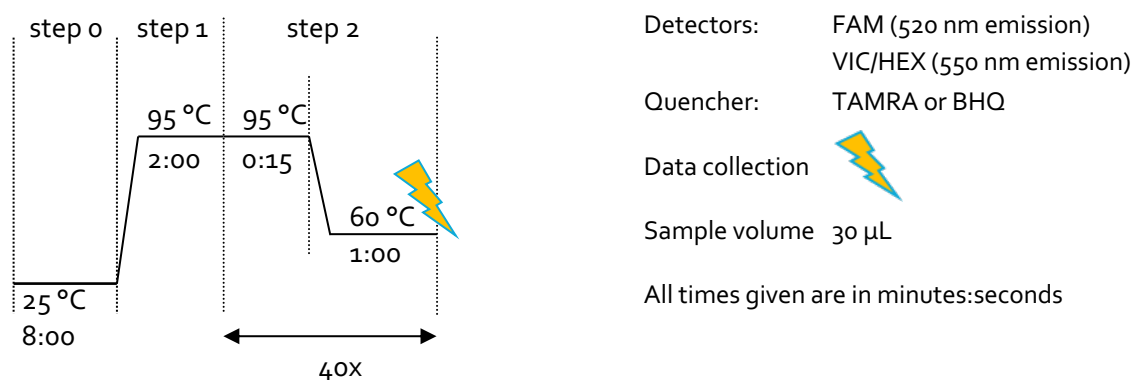 step 0 step 1 step 2
95 °C 95 °C
2:00 0:15
60 °C
1:00
25 °C
8:00
40x
Detectors: FAM (520 nm emission)
VIC/HEX (550 nm emission)
Quencher: TAMRA or BHQ
Data collection
Sample volume 30 µL
All times given are in minutes:seconds